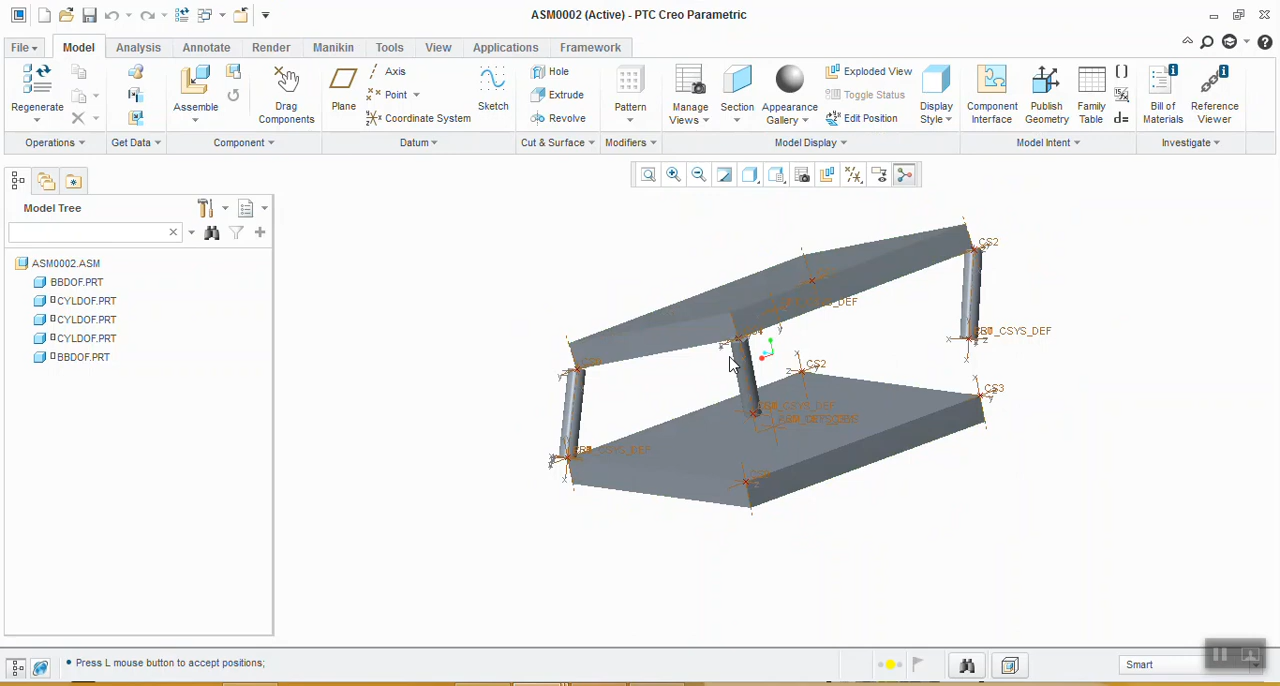 ASM0002 (Active) - PTC Creo Parametric
File Model Analysis Annotate Render Manikin Tools View Applications Framework
Regenerate Assemble Drag Components Plane Axis Point Coordinate System Sketch Hole Extrude Revolve Pattern Manage Views Section Appearance Gallery Exploded View Toggle Status Edit Position Display Style Component Interface Publish Geometry Family Table d= Bill of Materials Reference Viewer
Operations Get Data Component Datum Cut & Surface Modifiers Model Display Model Intent Investigate
Model Tree
ASM0002.ASM
BBDOF.PRT
CYLDOF.PRT
CYLDOF.PRT
CYLDOF.PRT
BBDOF.PRT
CS2
CSYS_DEF
CSYS_DEF
CS2
CS3
CSYS_DEF
CSYS_DEF
Press L mouse button to accept positions;
Smart